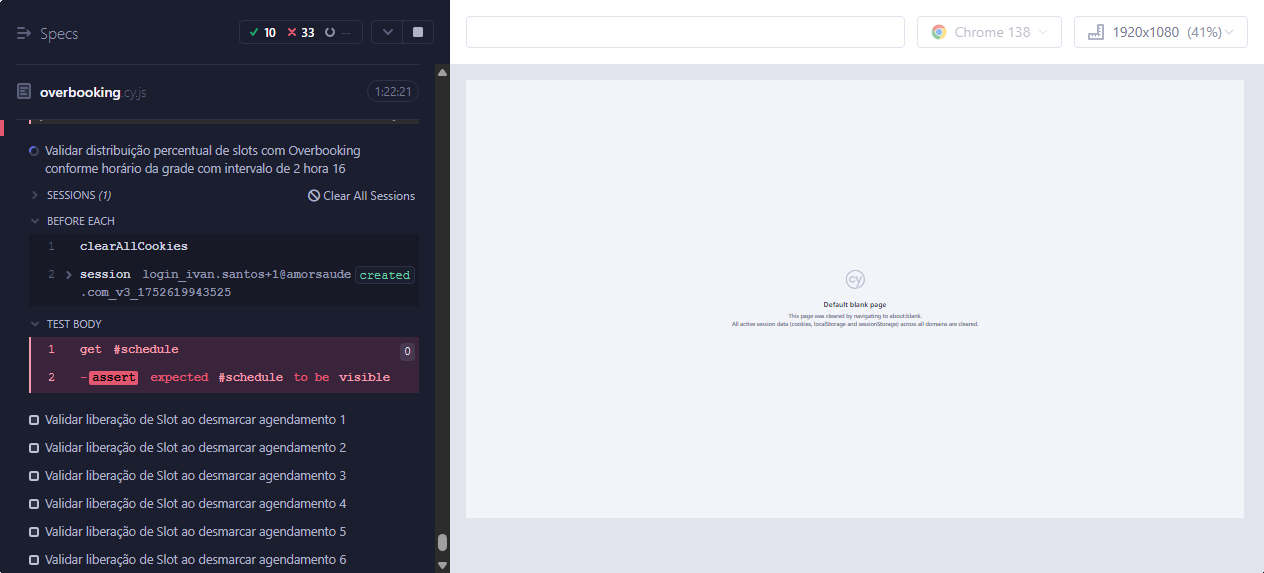 Specs
10 33 --
Chrome 138
1920x1080 (41%)
overbooking.cy.js
1:22:21
Validar distribuição percentual de slots com Overbooking
conforme horário da grade com intervalo de 2 hora 16
SESSIONS (1)
Clear All Sessions
BEFORE EACH
1 clearAllCookies
2 session login_ivan.santos+1@amorsaude created
.com_v3_1752619943525
TEST BODY
1 get #schedule 0
2 -assert expected #schedule to be visible
Validar liberação de Slot ao desmarcar agendamento 1
Validar liberação de Slot ao desmarcar agendamento 2
Validar liberação de Slot ao desmarcar agendamento 3
Validar liberação de Slot ao desmarcar agendamento 4
Validar liberação de Slot ao desmarcar agendamento 5
Validar liberação de Slot ao desmarcar agendamento 6
cy
Default blank page
This page was cleared by navigating to about:blank.
All active session data (cookies, localStorage and sessionStorage) across all domains are cleared.